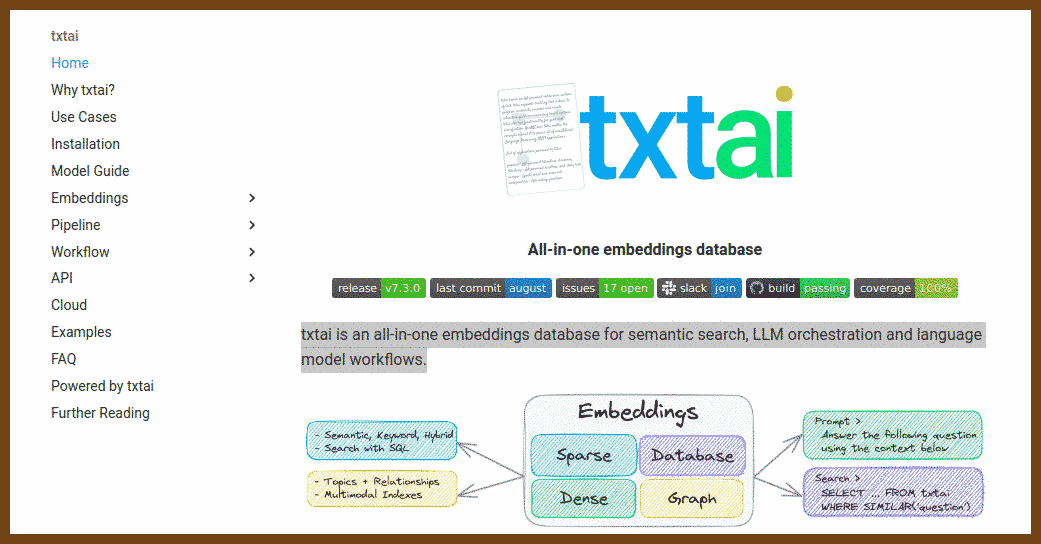 txtai
Home
Why txtai?
Use Cases
Installation
Model Guide
Embeddings
Pipeline
Workflow
API
Cloud
Examples
FAQ
Powered by txtai
Further Reading
txtai
All-in-one embeddings database
release v7.3.0 last commit august issues 17 open slack join build passing coverage 100%
txtai is an all-in-one embeddings database for semantic search, LLM orchestration and language
model workflows.
Embeddings
Sparse Database
Dense Graph
- Semantic, Keyword, Hybrid
- Search with SQL
- Topics + Relationships
- Multimodal Indexes
Prompt >
Answer the following question
using the context below
Search >
SELECT ... FROM txtai
WHERE SIMILAR('question')